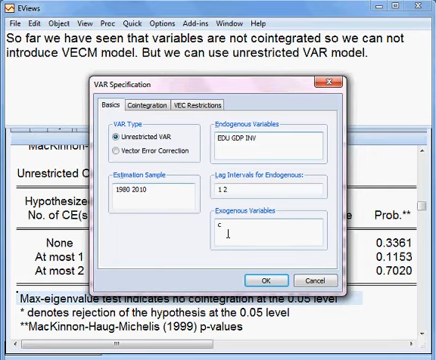 EViews
File Edit Object View Proc Quick Options Window Help
So far we have seen that variables are not cointegrated so we can not
introduce VECM model. But we can use unrestricted VAR model.
VAR Specification
Basics Cointegration VEC Restrictions
VAR Type
Unrestricted VAR
Vector Error Correction
Endogenous Variables
EDU GDP INV
Estimation Sample
1980 2010
Lag Intervals for Endogenous:
1 2
Exogenous Variables
c
OK Cancel
MacKinnon
Unrestricted C
Hypothesize
No. of CE(s
Prob.**
None 0.3361
At most 1 0.1153
At most 2 0.7020
Max-eigenvalue test indicates no cointegration at the 0.05 level
* denotes rejection of the hypothesis at the 0.05 level
**MacKinnon-Haug-Michelis (1999) p-values